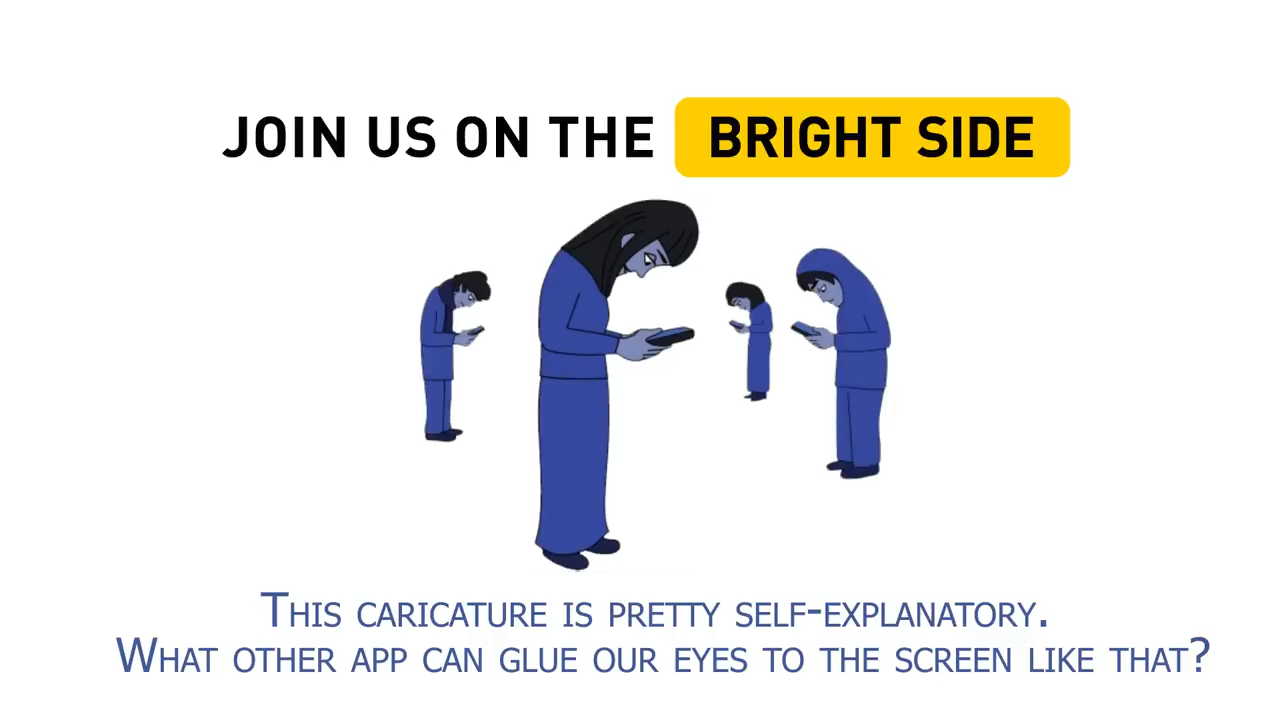 JOIN US ON THE BRIGHT SIDE
This caricature is pretty self-explanatory.
What other app can glue our eyes to the screen like that?